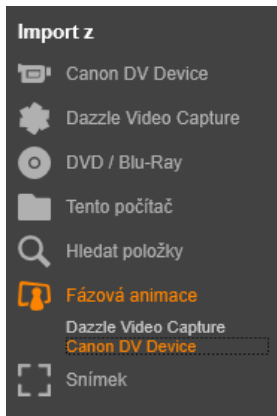 Import z
Canon DV Device
Dazzle Video Capture
DVD / Blu-Ray
Tento počítač
Hledat položky
Fázová animace
Dazzle Video Capture
Canon DV Device
Snímek